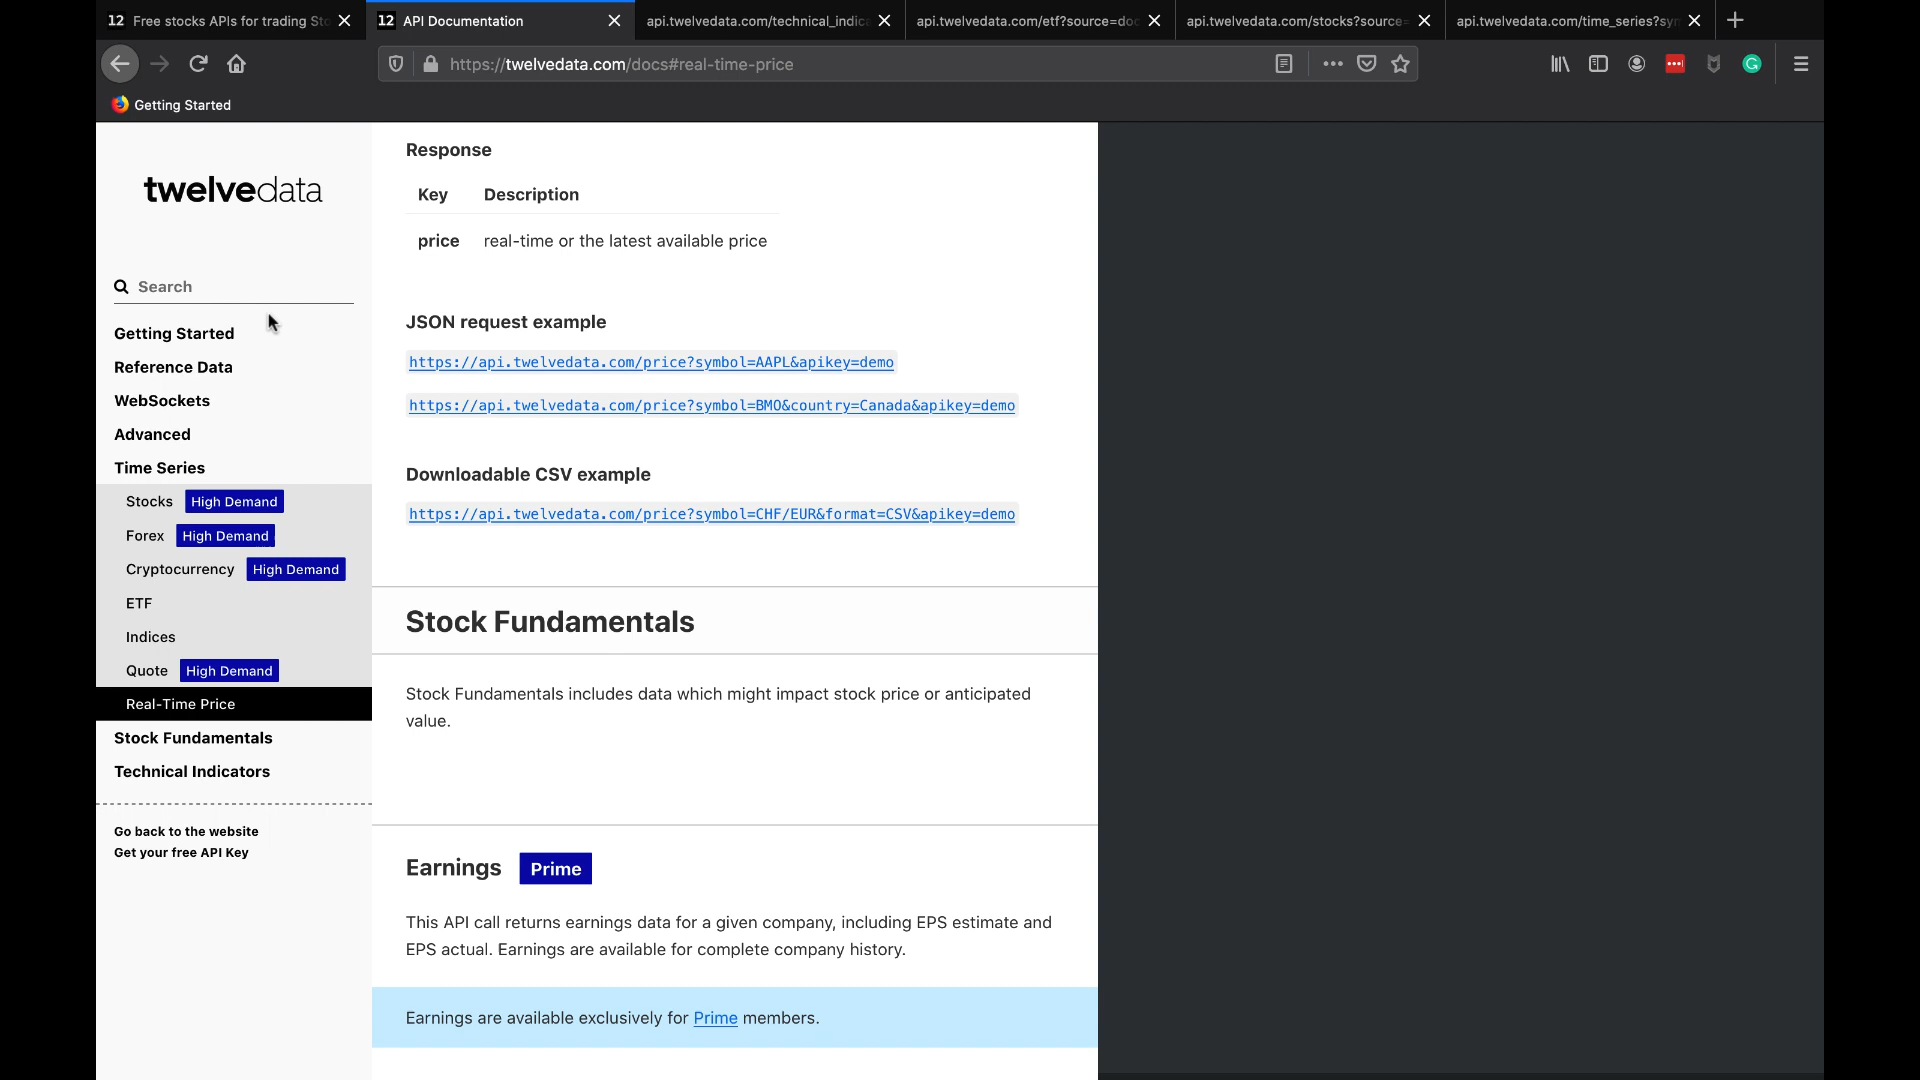 12 Free stocks APIs for trading Sto
12 API Documentation
api.twelvedata.com/technical_indica
api.twelvedata.com/etf?source=doc
api.twelvedata.com/stocks?source=
api.twelvedata.com/time_series?sym
https://twelvedata.com/docs#real-time-price
Getting Started
twelvedata
Search
Getting Started
Reference Data
WebSockets
Advanced
Time Series
Stocks High Demand
Forex High Demand
Cryptocurrency High Demand
ETF
Indices
Quote High Demand
Real-Time Price
Stock Fundamentals
Technical Indicators
Go back to the website
Get your free API Key
Response
Key Description
price real-time or the latest available price
JSON request example
https://api.twelvedata.com/price?symbol=AAPL&apikey=demo
https://api.twelvedata.com/price?symbol=BMO&country=Canada&apikey=demo
Downloadable CSV example
https://api.twelvedata.com/price?symbol=CHF/EUR&format=CSV&apikey=demo
Stock Fundamentals
Stock Fundamentals includes data which might impact stock price or anticipated
value.
Earnings Prime
This API call returns earnings data for a given company, including EPS estimate and
EPS actual. Earnings are available for complete company history.
Earnings are available exclusively for Prime members.